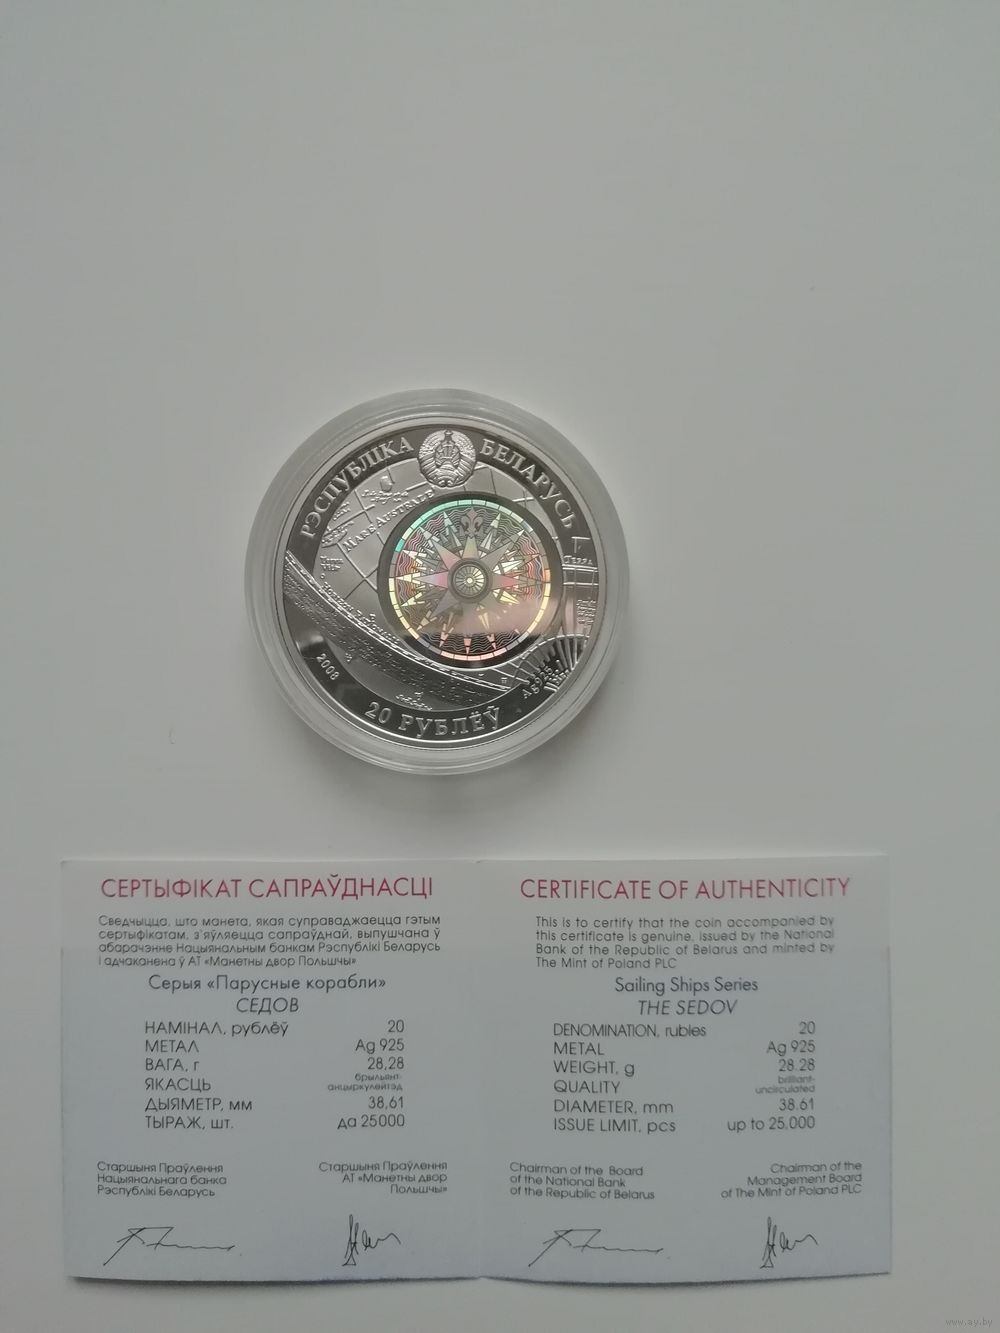 РЭСПУБЛІКА БЕЛАРУСЬ
MARE AUSTRALE
TERRA
2008
Ag 925
20 РУБЛЁЎ
СЕРТЫФІКАТ САПРАЎДНАСЦІ
Сведчыцца, што манета, якая суправаджаецца гэтым
сертыфікатам, з'яўляецца сапраўднай, выпушчана ў
абарачэнне Нацыянальным банкам Рэспублікі Беларусь
і адчаканена ў АТ «Манетны двор Польшчы»
Серыя «Парусные корабли»
СЕДОВ
НАМІНАЛ, рублёў 20
МЕТАЛ Ag 925
ВАГА, г 28,28
ЯКАСЦЬ брыльянт-
анцыркулейтэд
ДЫЯМЕТР, мм 38,61
ТЫРАЖ, шт. да 25000
Старшыня Праўлення
Нацыянальнага банка
Рэспублікі Беларусь
Старшыня Праўлення
АТ «Манетны двор
Польшчы»
CERTIFICATE OF AUTHENTICITY
This is to certify that the coin accompanied by
this certificate is genuine, issued by the National
Bank of the Republic of Belarus and minted by
The Mint of Poland PLC
Sailing Ships Series
THE SEDOV
DENOMINATION, rubles 20
METAL Ag 925
WEIGHT, g 28.28
QUALITY brilliant-
uncirculated
DIAMETER, mm 38.61
ISSUE LIMIT, pcs up to 25,000
Chairman of the Board
of the National Bank
of the Republic of Belarus
Chairman of the
Management Board
of The Mint of Poland PLC
www.ay.by